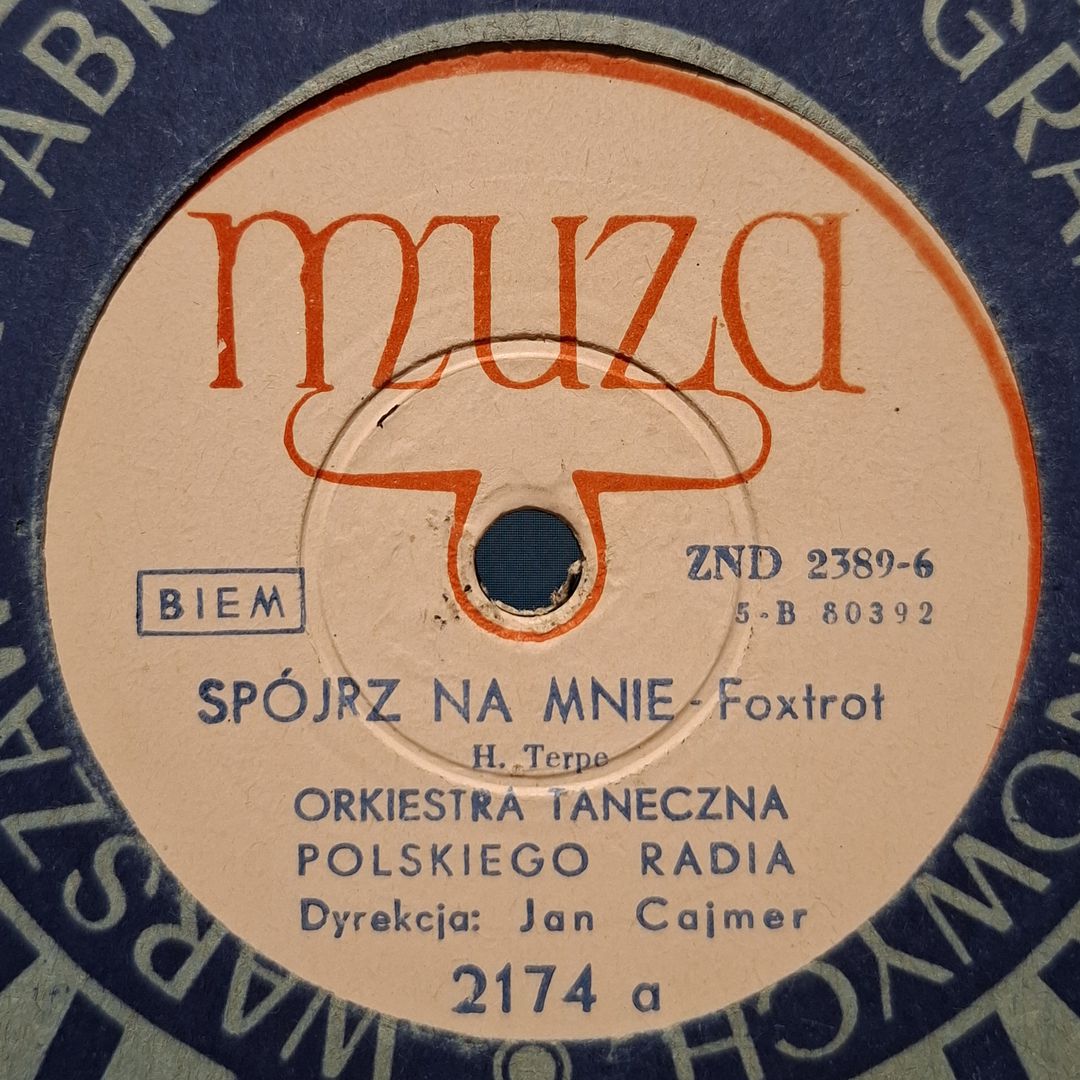 muza
BIEM
ZND 2389-6
5-B 80392
SPÓJRZ NA MNIE - Foxtrot
H. Terpe
ORKIESTRA TANECZNA
POLSKIEGO RADIA
Dyrekcja: Jan Cajmer
2174 a